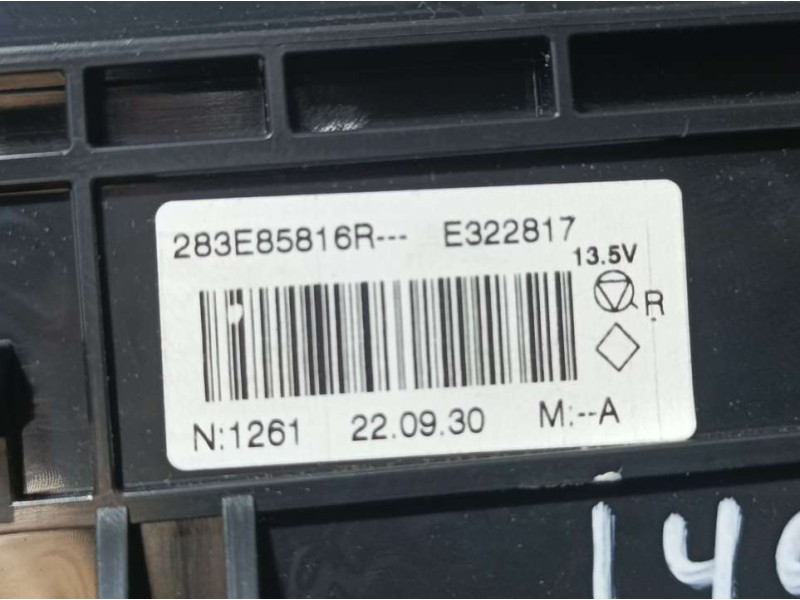 283E85816R--- E322817
13.5V
R
N:1261 22.09.30 M:--A